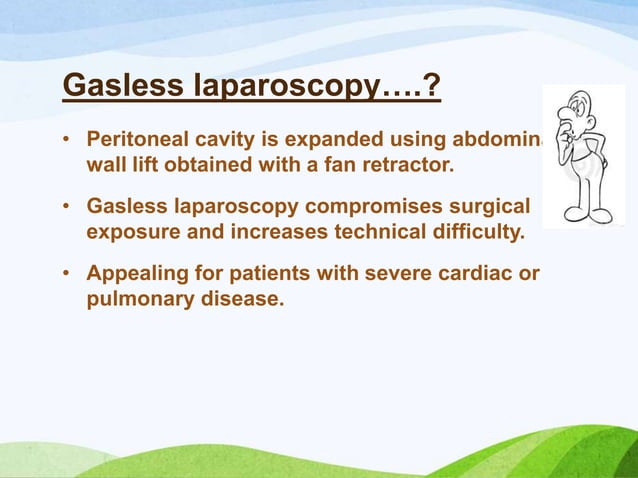 Gasless laparoscopy….?
• Peritoneal cavity is expanded using abdomina
wall lift obtained with a fan retractor.
• Gasless laparoscopy compromises surgical
exposure and increases technical difficulty.
• Appealing for patients with severe cardiac or
pulmonary disease.